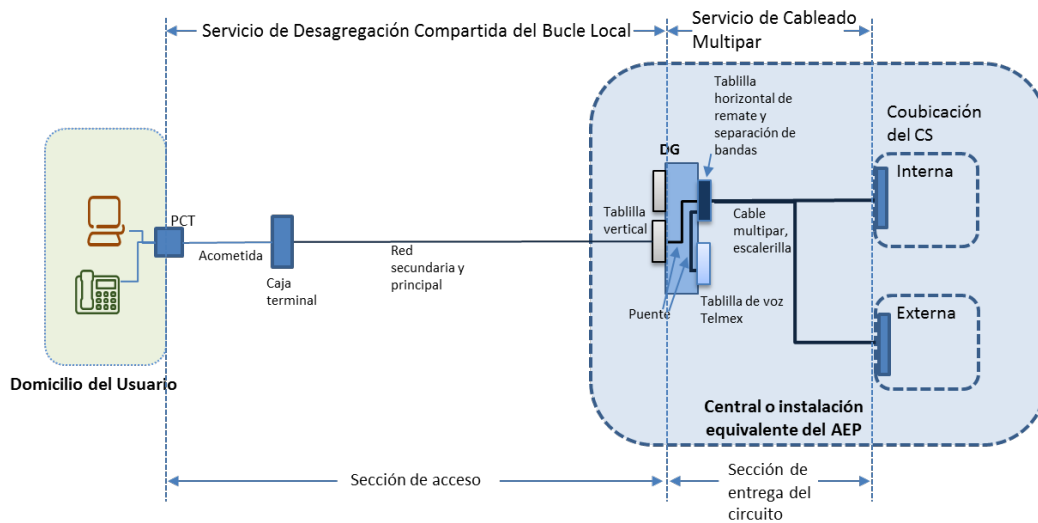 Servicio de Desagregación Compartida del Bucle Local
Servicio de Cableado
Multipar
Tablilla
horizontal de
remate y
separación de
bandas
Coubicación
del CS
DG
Interna
PCT
Tablilla
vertical
Cable
multipar,
escalerilla
Acometida
Red
secundaria y
principal
Caja
terminal
Puente
Tablilla de voz
Telmex
Externa
Domicilio del Usuario
Central o instalación
equivalente del AEP
Sección de acceso
Sección de
entrega del
circuito